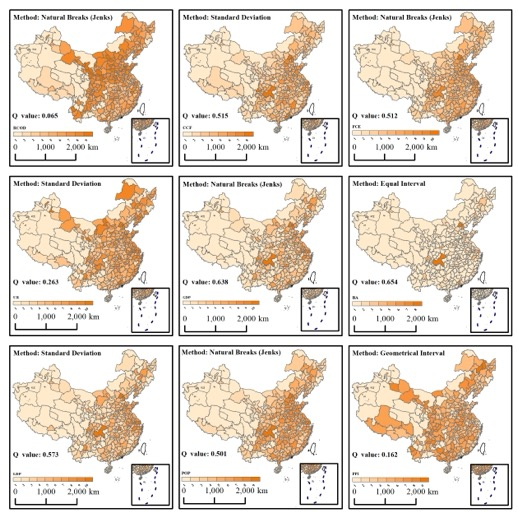 Method: Natural Breaks (Jenks)
Q value: 0.065
RCOD
0 1,000 2,000 km
Method: Standard Deviation
Q value: 0.515
CCF
0 1,000 2,000 km
Method: Natural Breaks (Jenks)
Q value: 0.512
FCE
0 1,000 2,000 km
Method: Standard Deviation
Q value: 0.263
0 1,000 2,000 km
Method: Natural Breaks (Jenks)
Q value: 0.638
GDP
0 1,000 2,000 km
Method: Equal Interval
Q value: 0.654
0 1,000 2,000 km
Method: Standard Deviation
Q value: 0.573
0 1,000 2,000 km
Method: Natural Breaks (Jenks)
Q value: 0.501
POP
0 1,000 2,000 km
Method: Geometrical Interval
Q value: 0.162
0 1,000 2,000 km